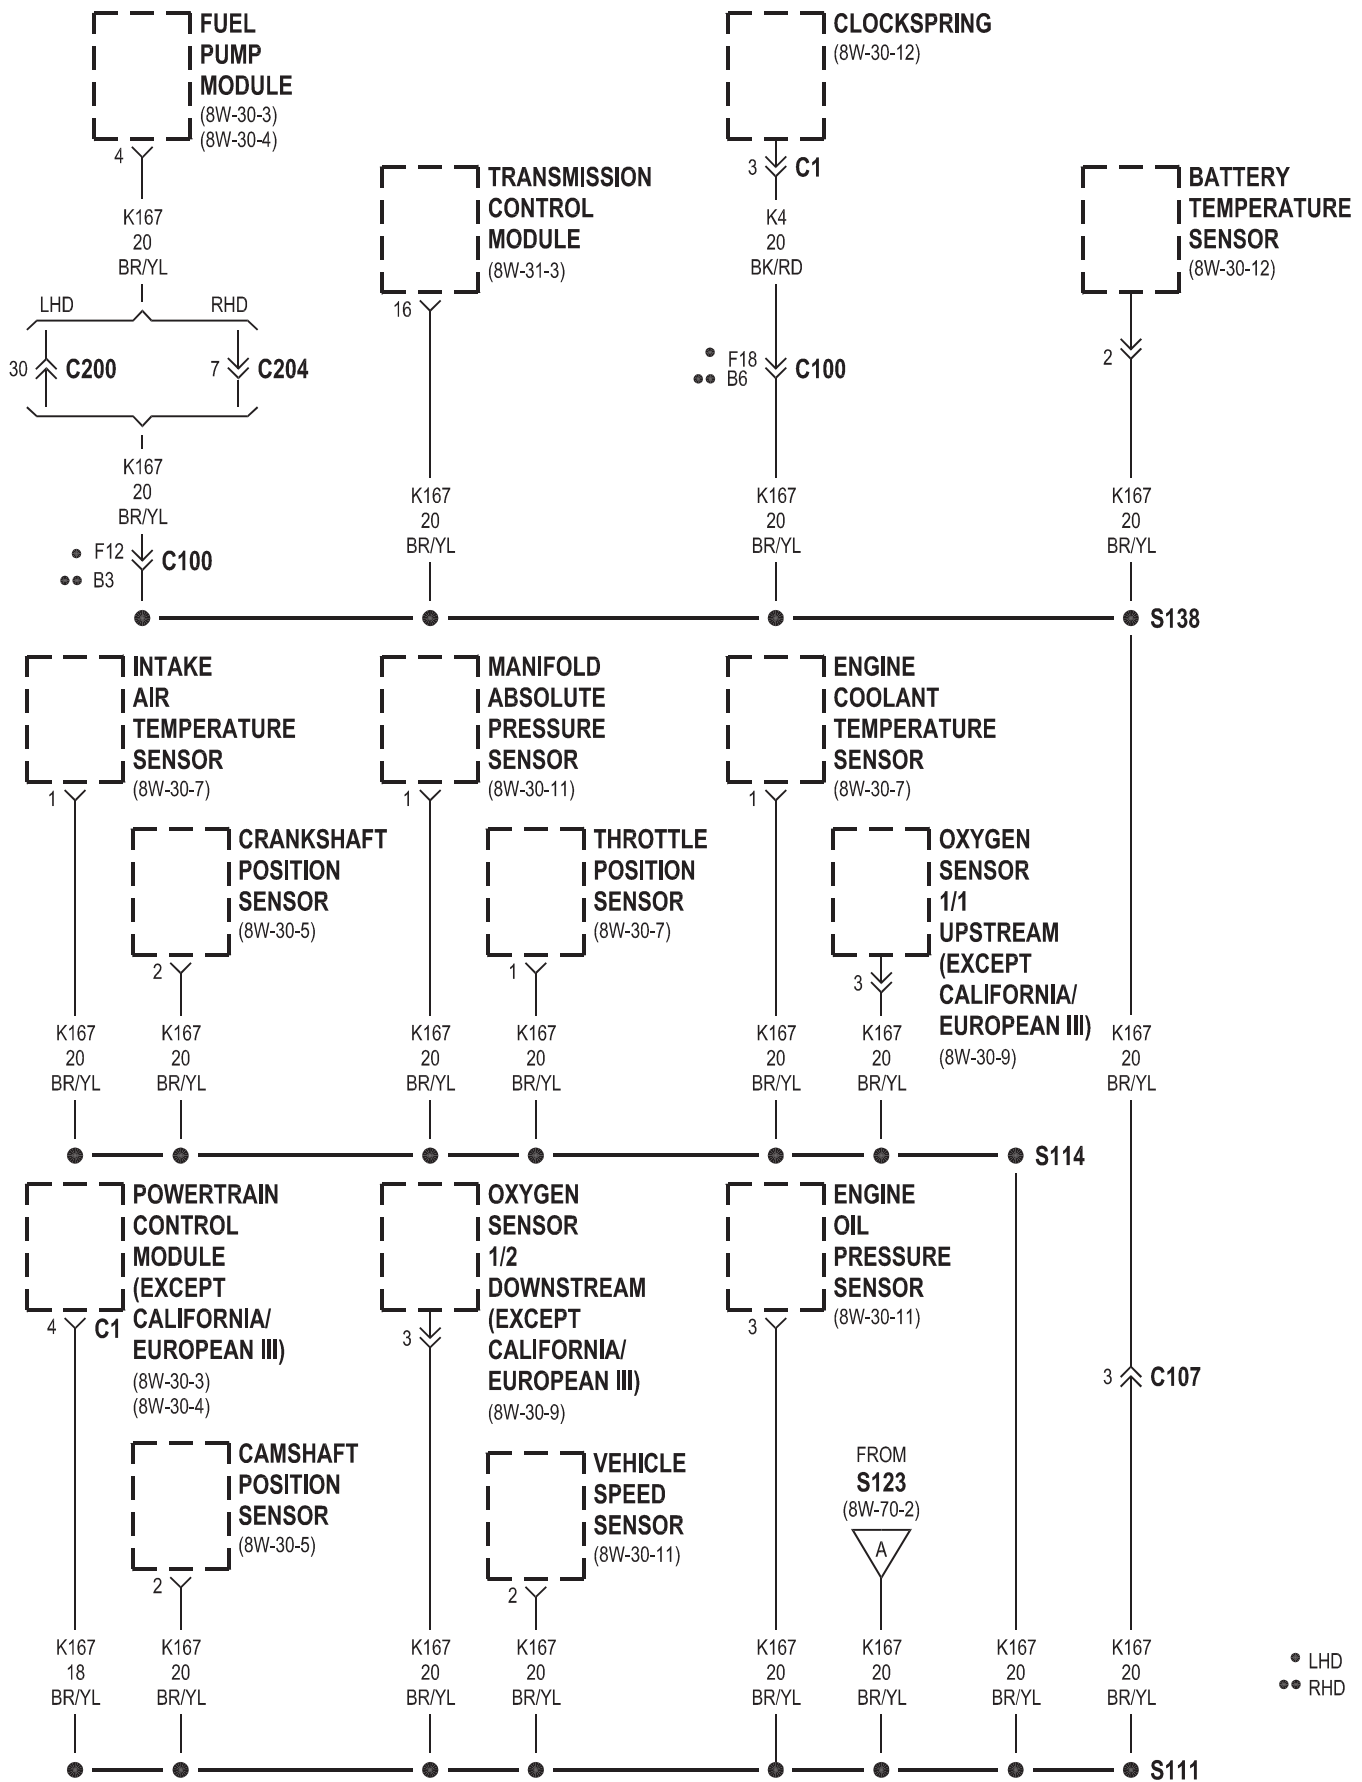 FUEL
PUMP
MODULE
(8W-30-3)
(8W-30-4)
4
K167
20
BR/YL
LHD
RHD
30
C200
7
C204
K167
20
BR/YL
F12
C100
B3
TRANSMISSION
CONTROL
MODULE
(8W-31-3)
16
K167
20
BR/YL
CLOCKSPRING
(8W-30-12)
3
C1
K4
20
BK/RD
F18
C100
B6
K167
20
BR/YL
BATTERY
TEMPERATURE
SENSOR
(8W-30-12)
2
K167
20
BR/YL
S138
INTAKE
AIR
TEMPERATURE
SENSOR
(8W-30-7)
1
K167
20
BR/YL
CRANKSHAFT
POSITION
SENSOR
(8W-30-5)
2
K167
20
BR/YL
MANIFOLD
ABSOLUTE
PRESSURE
SENSOR
(8W-30-11)
1
K167
20
BR/YL
THROTTLE
POSITION
SENSOR
(8W-30-7)
1
K167
20
BR/YL
ENGINE
COOLANT
TEMPERATURE
SENSOR
(8W-30-7)
1
K167
20
BR/YL
OXYGEN
SENSOR
1/1
UPSTREAM
(EXCEPT
CALIFORNIA/
EUROPEAN III)
(8W-30-9)
3
K167
20
BR/YL
K167
20
BR/YL
S114
POWERTRAIN
CONTROL
MODULE
(EXCEPT
CALIFORNIA/
EUROPEAN III)
(8W-30-3)
(8W-30-4)
4
C1
K167
18
BR/YL
CAMSHAFT
POSITION
SENSOR
(8W-30-5)
2
K167
20
BR/YL
OXYGEN
SENSOR
1/2
DOWNSTREAM
(EXCEPT
CALIFORNIA/
EUROPEAN III)
(8W-30-9)
3
K167
20
BR/YL
VEHICLE
SPEED
SENSOR
(8W-30-11)
2
K167
20
BR/YL
ENGINE
OIL
PRESSURE
SENSOR
(8W-30-11)
3
K167
20
BR/YL
FROM
S123
(8W-70-2)
A
K167
20
BR/YL
K167
20
BR/YL
3
C107
K167
20
BR/YL
S111
LHD
RHD